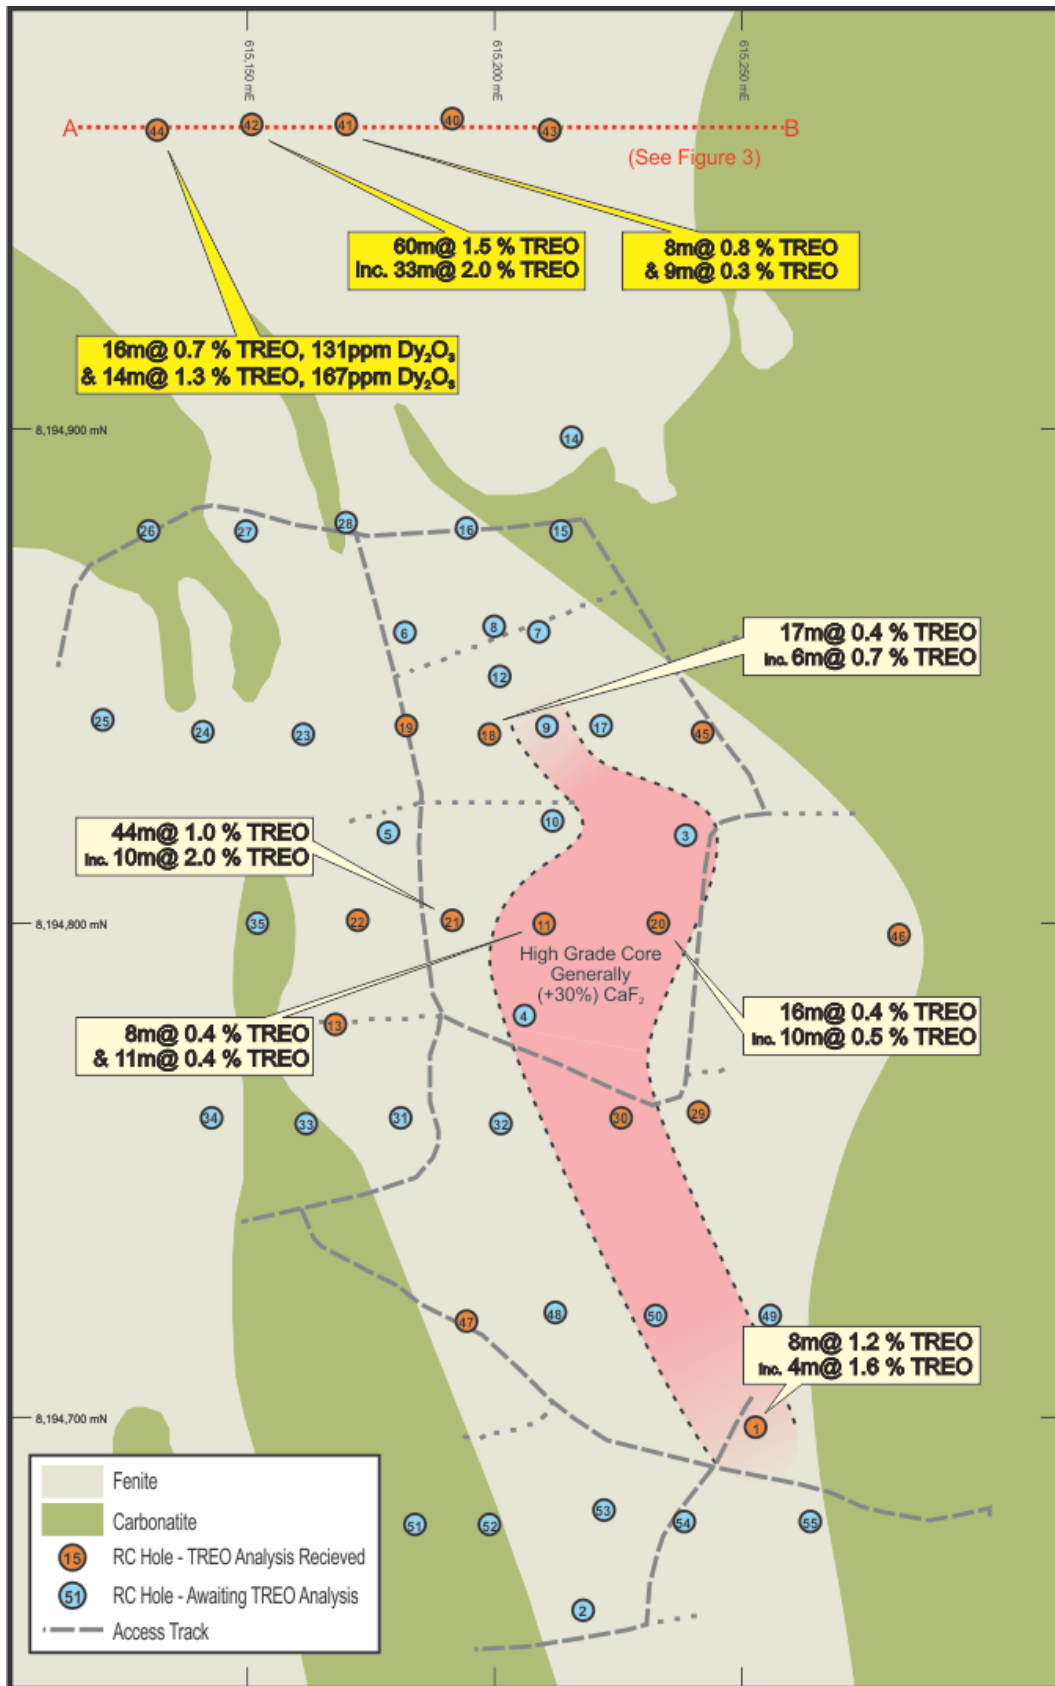 615,150 mE
615,200 mE
615,250 mE
A
44
42
41
40
43
B
(See Figure 3)
60m@ 1.5 % TREO
Inc. 33m@ 2.0 % TREO
8m@ 0.8 % TREO
& 9m@ 0.3 % TREO
16m@ 0.7 % TREO, 131ppm Dy₂O₃
& 14m@ 1.3 % TREO, 167ppm Dy₂O₃
8,194,900 mN
14
26
27
28
16
15
6
8
7
12
17m@ 0.4 % TREO
Inc. 6m@ 0.7 % TREO
25
24
23
19
18
9
17
45
44m@ 1.0 % TREO
Inc. 10m@ 2.0 % TREO
5
10
3
8,194,800 mN
35
22
21
11
20
46
High Grade Core
Generally
(+30%) CaF₂
4
13
8m@ 0.4 % TREO
& 11m@ 0.4 % TREO
16m@ 0.4 % TREO
Inc. 10m@ 0.5 % TREO
34
33
31
32
30
29
47
48
50
49
8m@ 1.2 % TREO
Inc. 4m@ 1.6 % TREO
8,194,700 mN
1
51
52
53
54
55
2
Fenite
Carbonatite
15 RC Hole - TREO Analysis Recieved
51 RC Hole - Awaiting TREO Analysis
Access Track